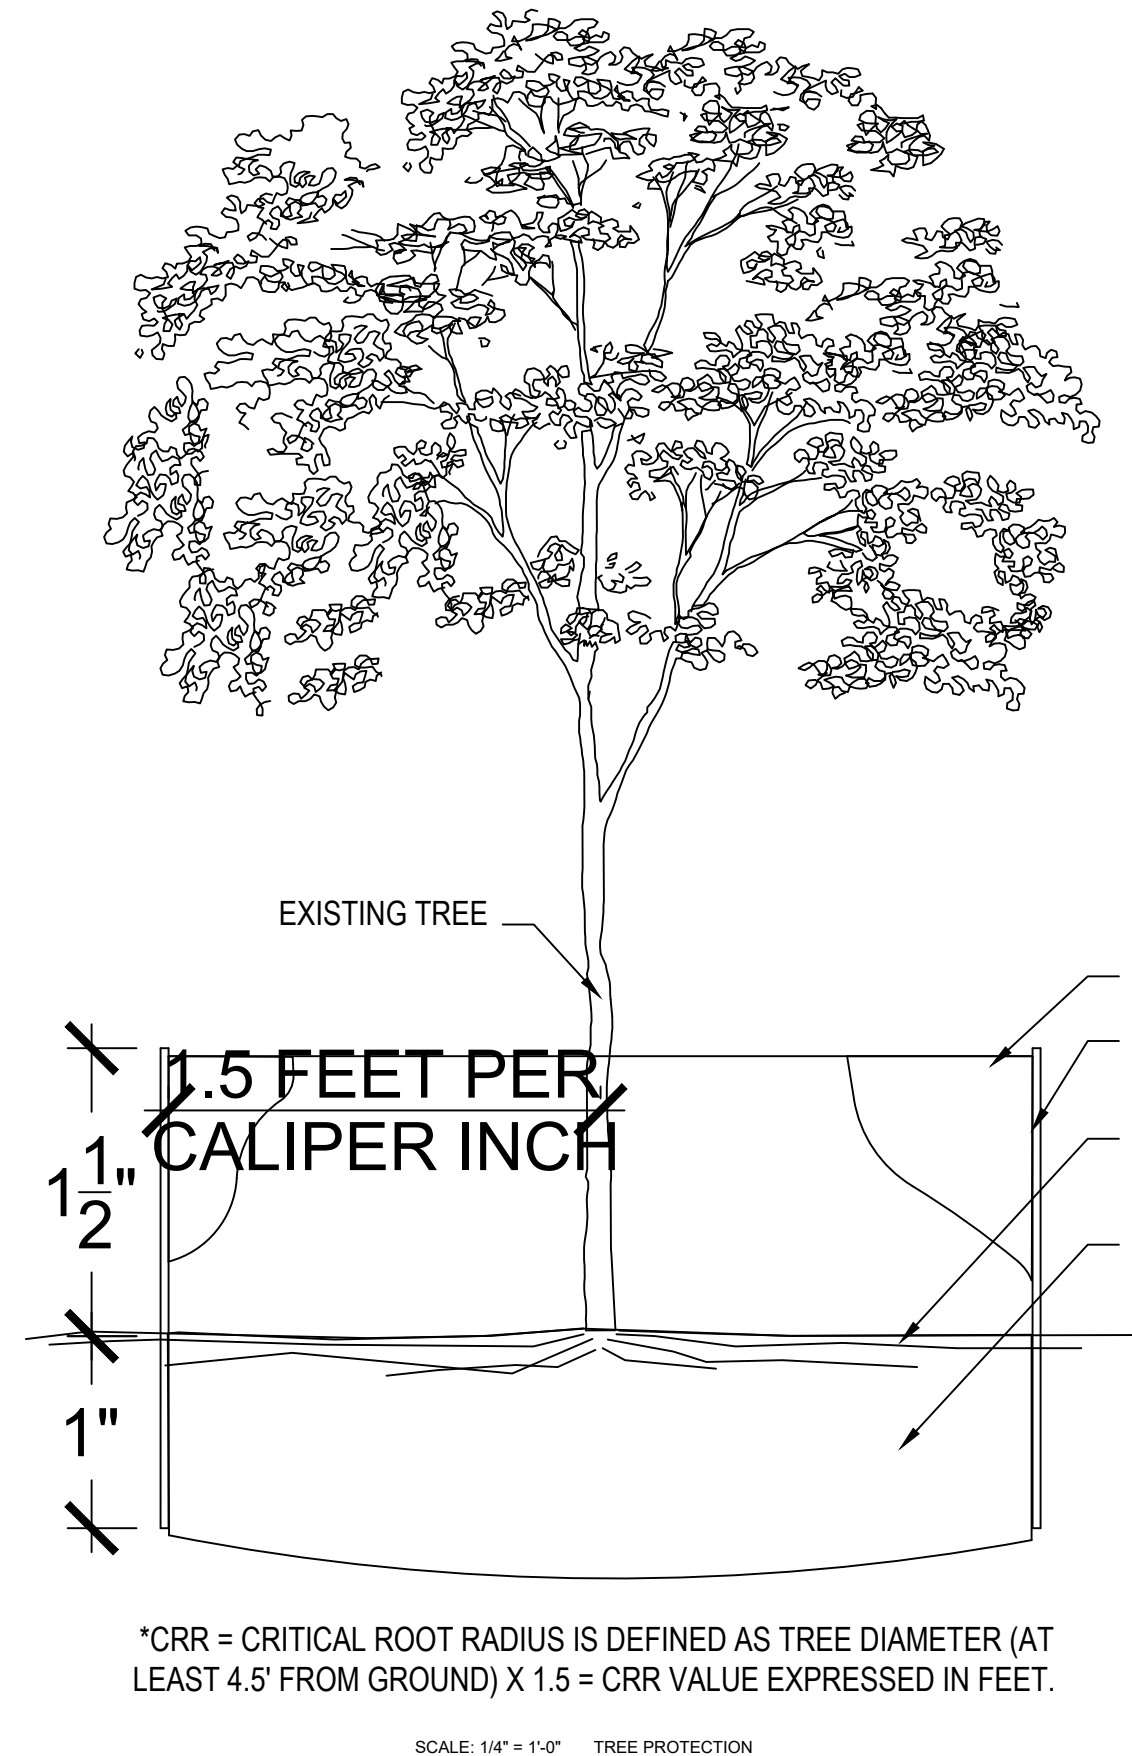 EXISTING TREE
1.5 FEET PER
CALIPER INCH
1 1/2"
1"
*CRR = CRITICAL ROOT RADIUS IS DEFINED AS TREE DIAMETER (AT
LEAST 4.5' FROM GROUND) X 1.5 = CRR VALUE EXPRESSED IN FEET.
SCALE: 1/4" = 1'-0" TREE PROTECTION